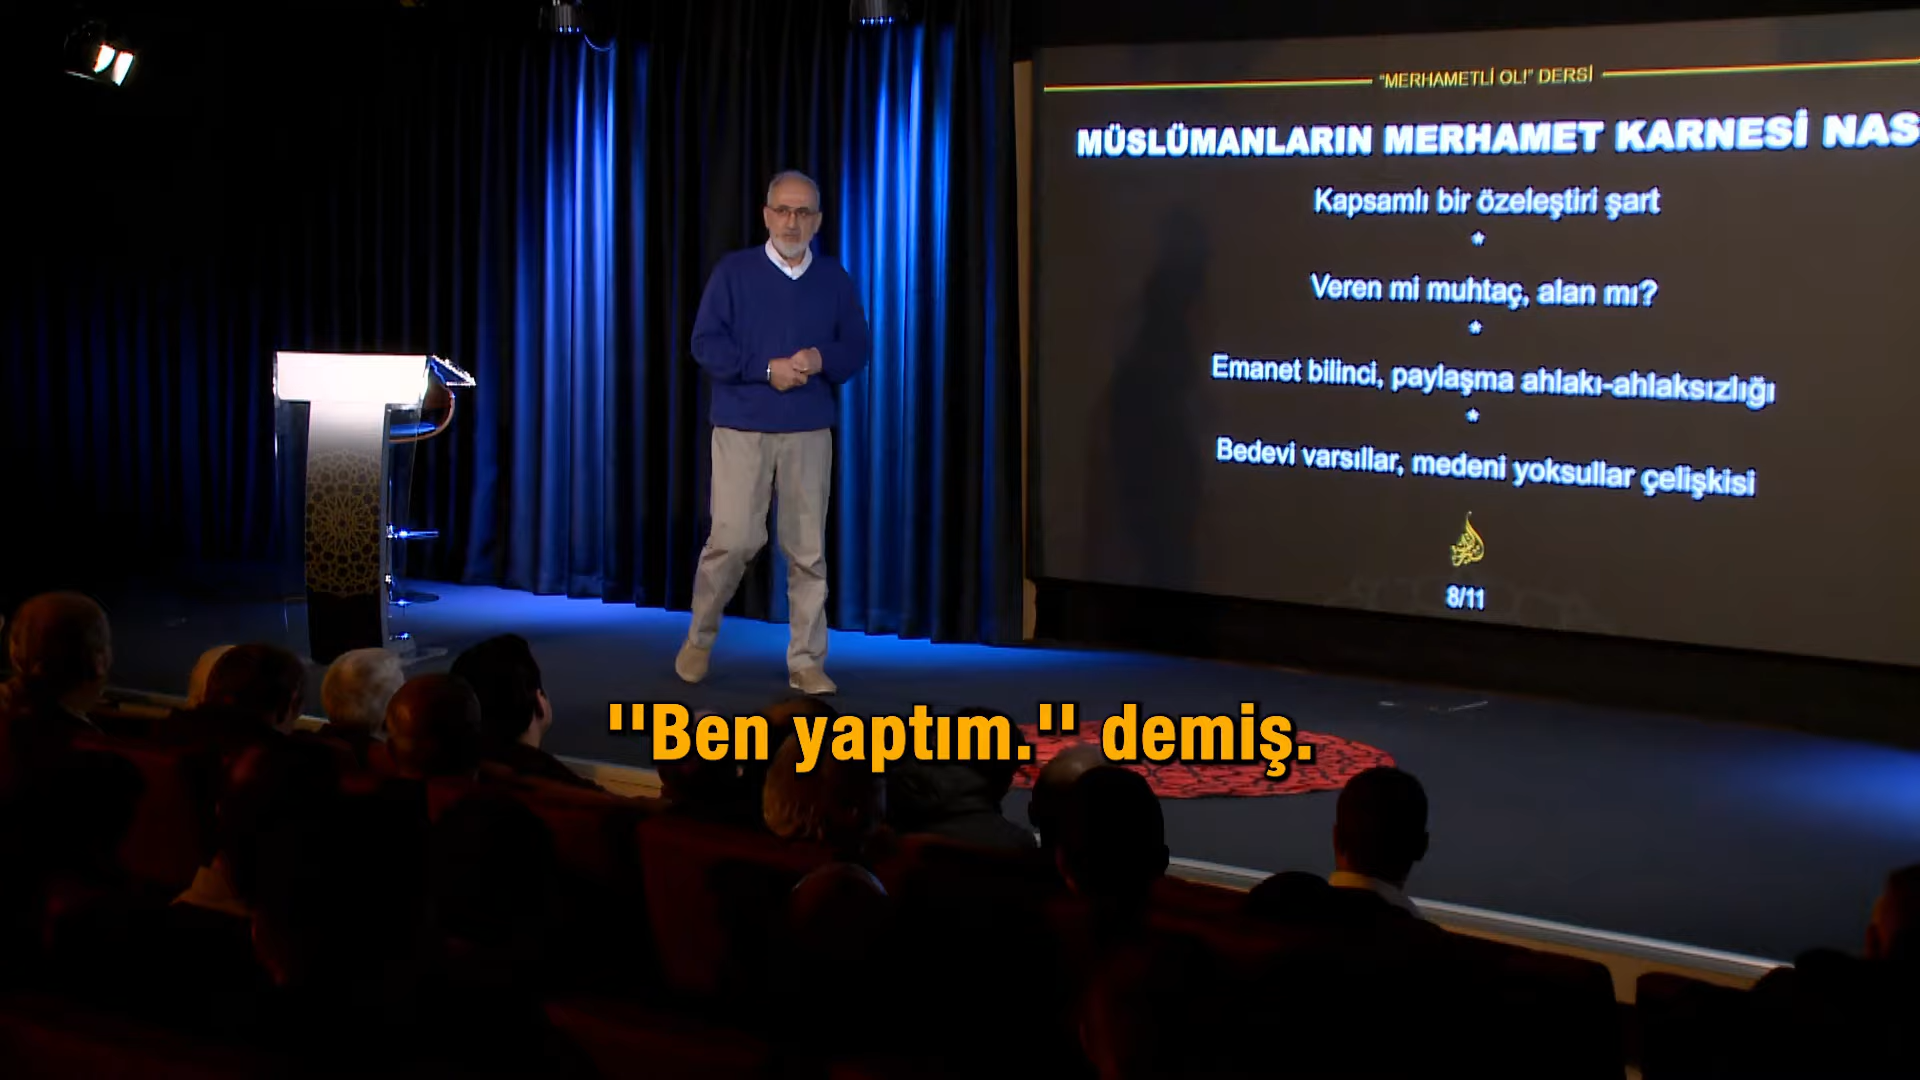 "MERHAMETLİ OL!" DERSİ
MÜSLÜMANLARIN MERHAMET KARNESİ NAS
Kapsamlı bir özeleştiri şart
*
Veren mi muhtaç, alan mı?
*
Emanet bilinci, paylaşma ahlakı-ahlaksızlığı
*
Bedevi varsıllar, medeni yoksullar çelişkisi
8/11
"Ben yaptım." demiş.